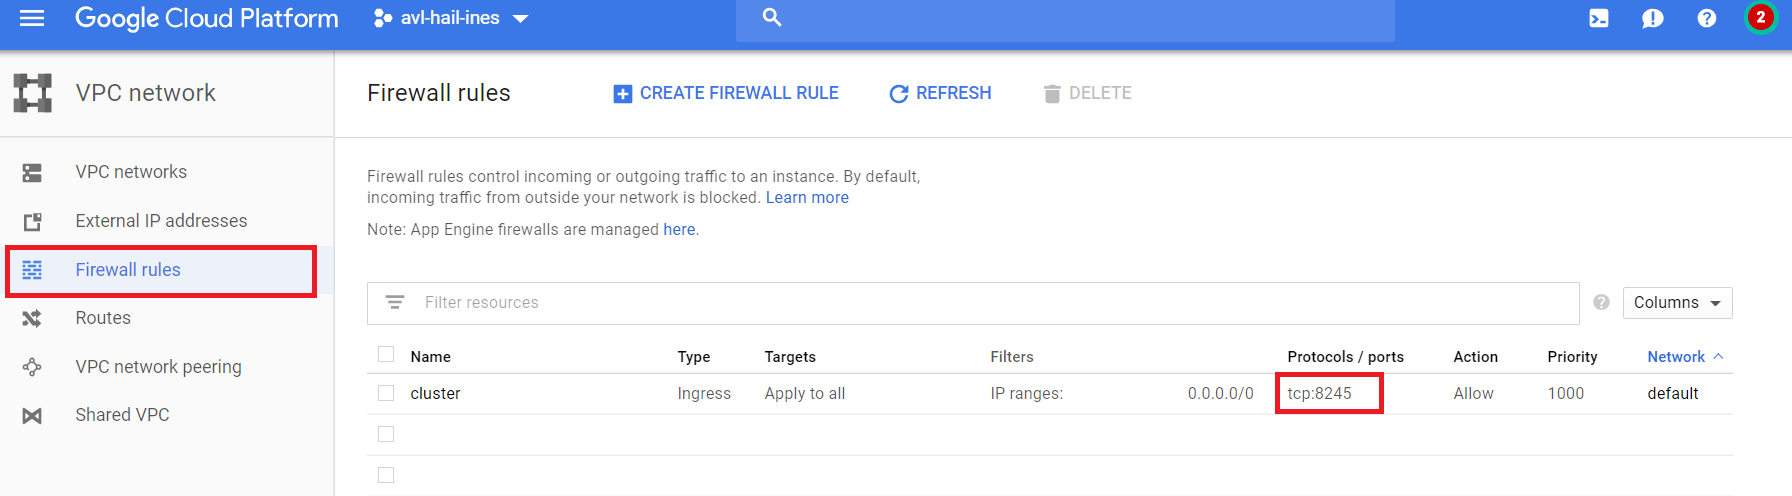 Google Cloud Platform avl-hail-ines 2
VPC network
VPC networks
External IP addresses
Firewall rules
Routes
VPC network peering
Shared VPC
Firewall rules CREATE FIREWALL RULE REFRESH DELETE
Firewall rules control incoming or outgoing traffic to an instance. By default,
incoming traffic from outside your network is blocked. Learn more
Note: App Engine firewalls are managed here.
Filter resources ? Columns
Name Type Targets Filters Protocols / ports Action Priority Network
cluster Ingress Apply to all IP ranges: 0.0.0.0/0 tcp:8245 Allow 1000 default